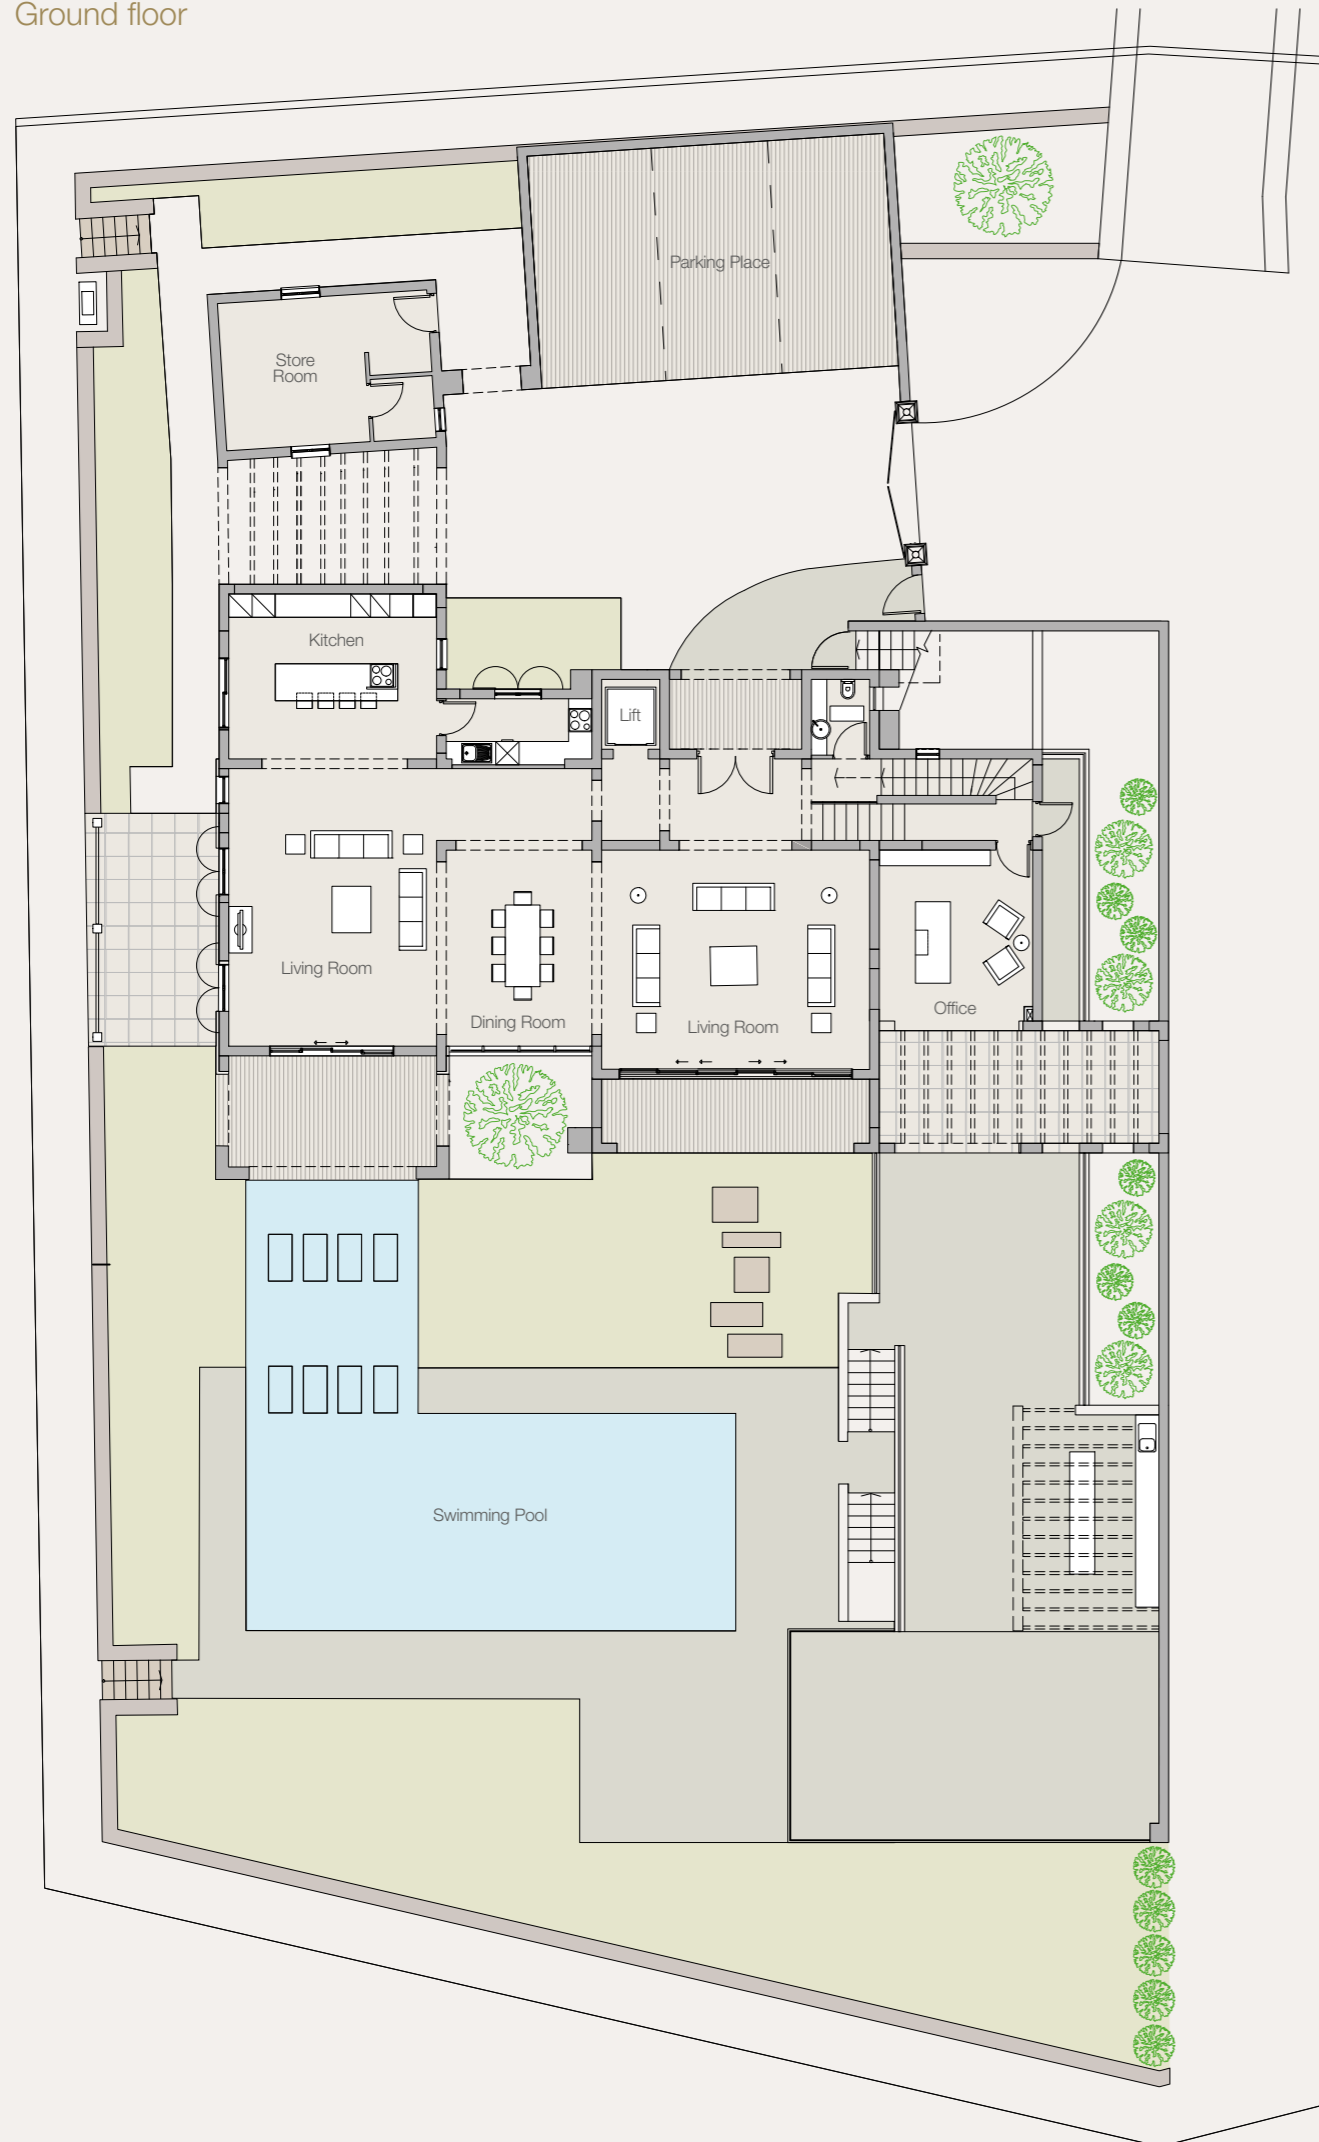 Ground floor
Parking Place
Store
Room
Kitchen
Lift
Living Room
Dining Room
Living Room
Office
Swimming Pool